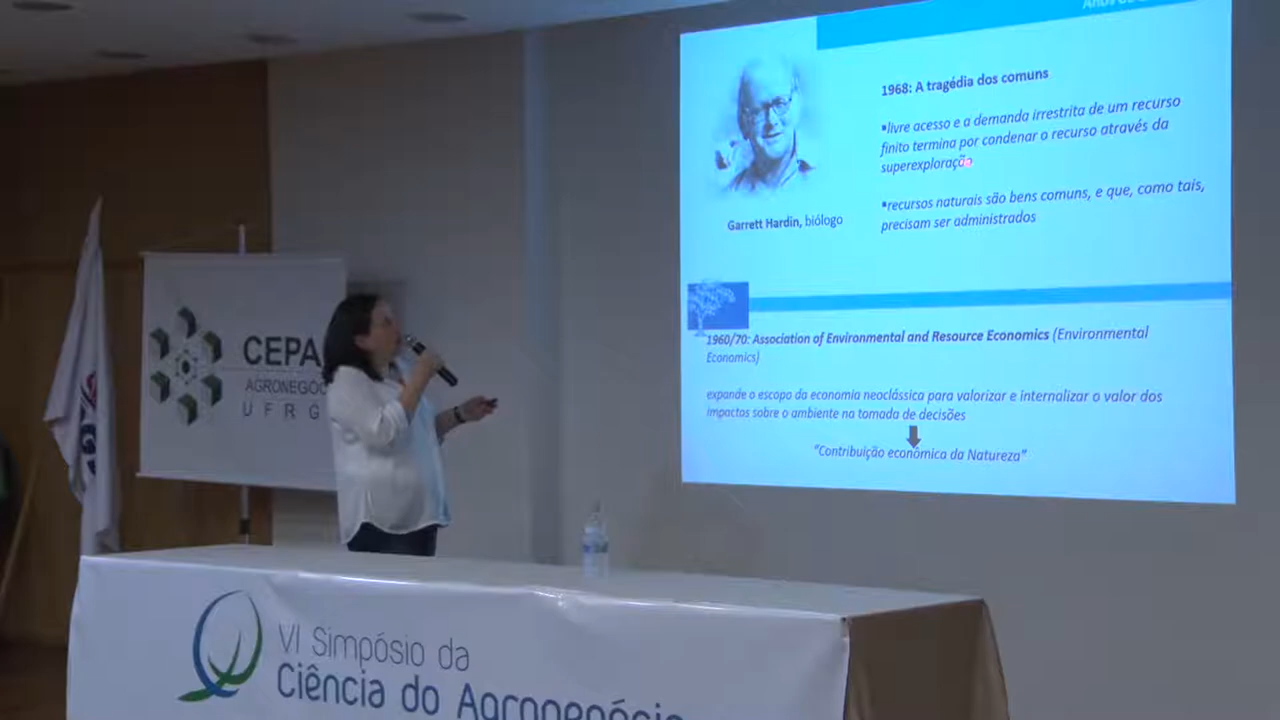 1968: A tragédia dos comuns
▪livre acesso e a demanda irrestrita de um recurso
finito termina por condenar o recurso através da
superexploração
▪recursos naturais são bens comuns, e que, como tais,
precisam ser administrados
Garrett Hardin, biólogo
1960/70: Association of Environmental and Resource Economics (Environmental
Economics)
expande o escopo da economia neoclássica para valorizar e internalizar o valor dos
impactos sobre o ambiente na tomada de decisões
"Contribuição econômica da Natureza"
CEPA
AGRONEGÓC
UFRG
VI Simpósio da
Ciência do Agronegócio